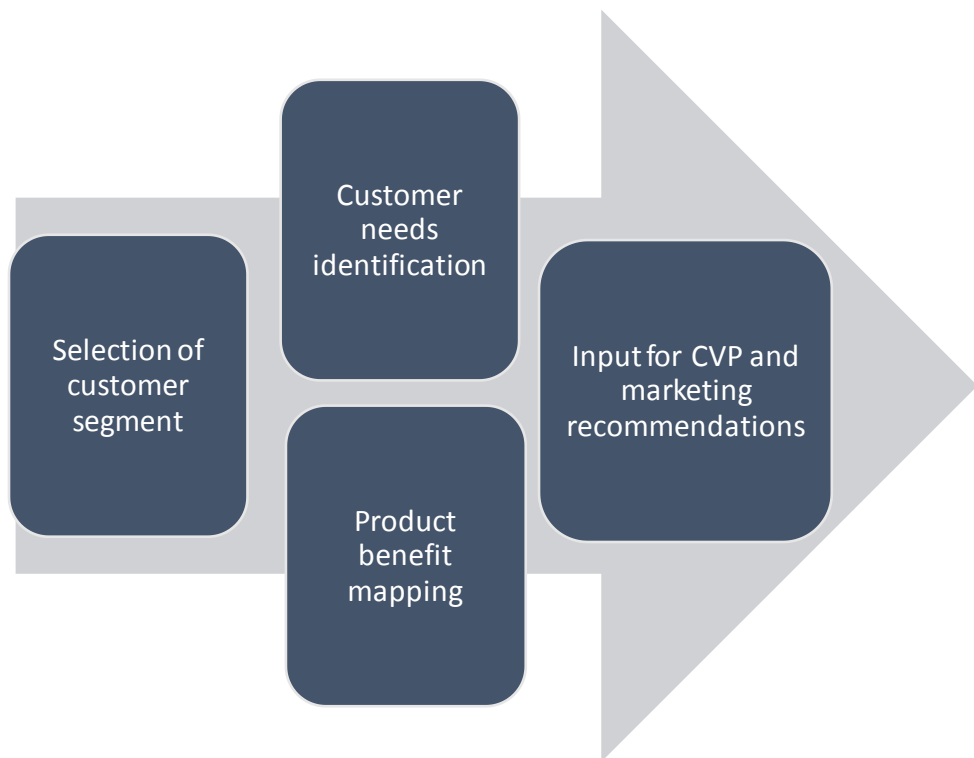 Selection of
customer
segment
Customer
needs
identification
Product
benefit
mapping
Input for CVP and
marketing
recommendations